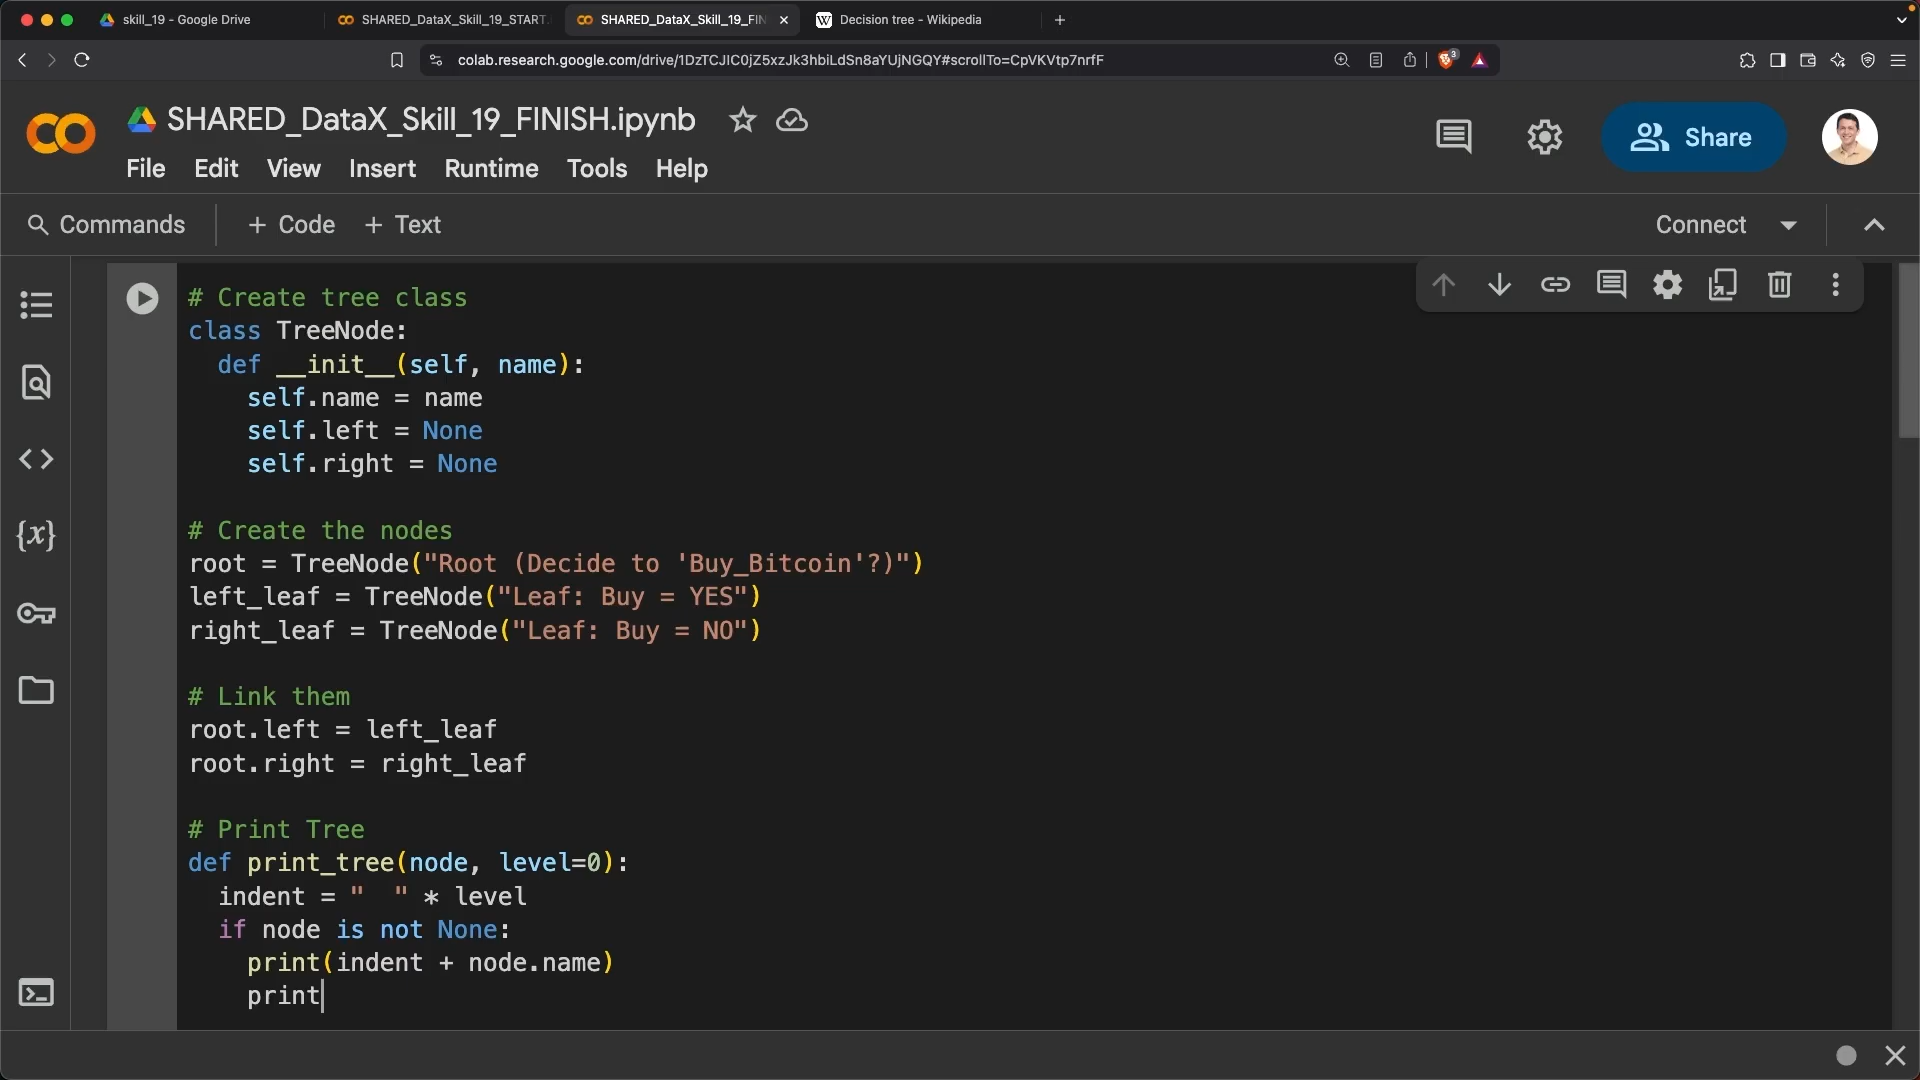 skill_19 - Google Drive
SHARED_DataX_Skill_19_START.
SHARED_DataX_Skill_19_FIN
Decision tree - Wikipedia
colab.research.google.com/drive/1DzTCJIC0jZ5xzJk3hbiLdSn8aYUjNGQY#scrollTo=CpVKVtp7nrfF
3
SHARED_DataX_Skill_19_FINISH.ipynb
File Edit View Insert Runtime Tools Help
Share
Commands + Code + Text
Connect
# Create tree class
class TreeNode:
  def __init__(self, name):
    self.name = name
    self.left = None
    self.right = None
# Create the nodes
root = TreeNode("Root (Decide to 'Buy_Bitcoin'?)")
left_leaf = TreeNode("Leaf: Buy = YES")
right_leaf = TreeNode("Leaf: Buy = NO")
# Link them
root.left = left_leaf
root.right = right_leaf
# Print Tree
def print_tree(node, level=0):
  indent = "  " * level
  if node is not None:
    print(indent + node.name)
    print